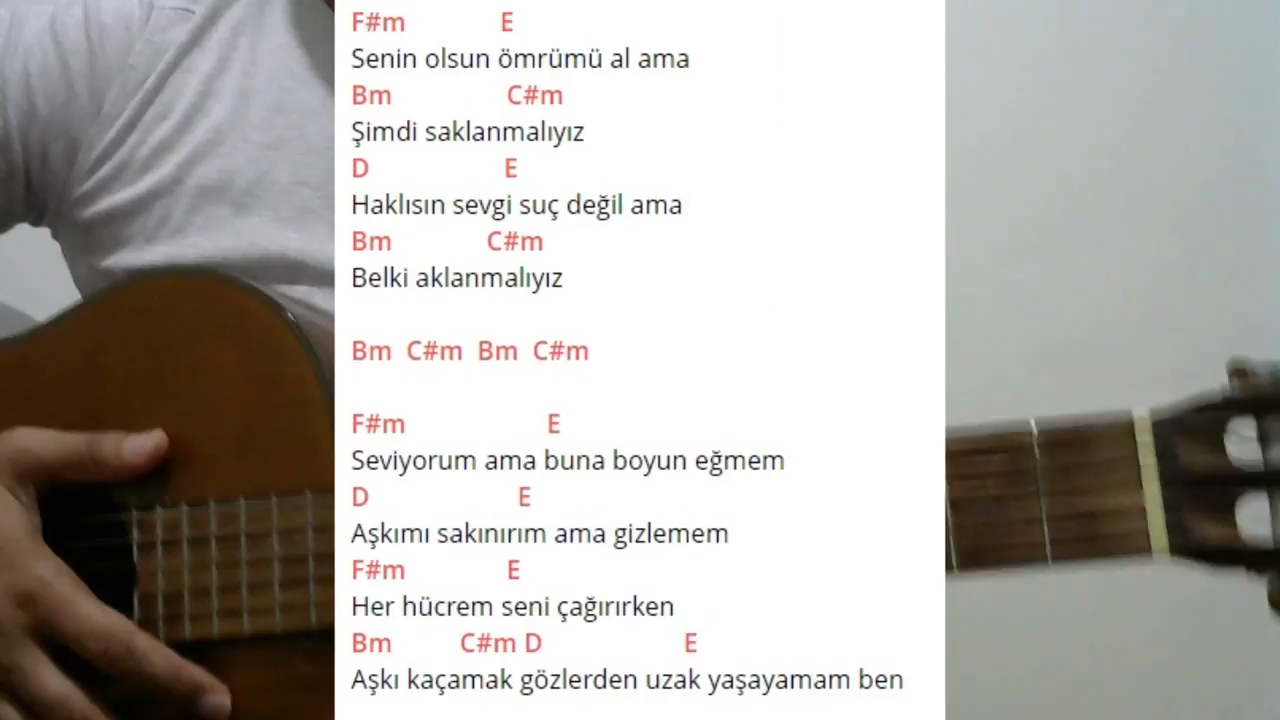 F#m E
Senin olsun ömrümü al ama
Bm C#m
Şimdi saklanmalıyız
D E
Haklısın sevgi suç değil ama
Bm C#m
Belki aklanmalıyız
Bm C#m Bm C#m
F#m E
Seviyorum ama buna boyun eğmem
D E
Aşkımı sakınırım ama gizlemem
F#m E
Her hücrem seni çağırırken
Bm C#m D E
Aşkı kaçamak gözlerden uzak yaşayamam ben